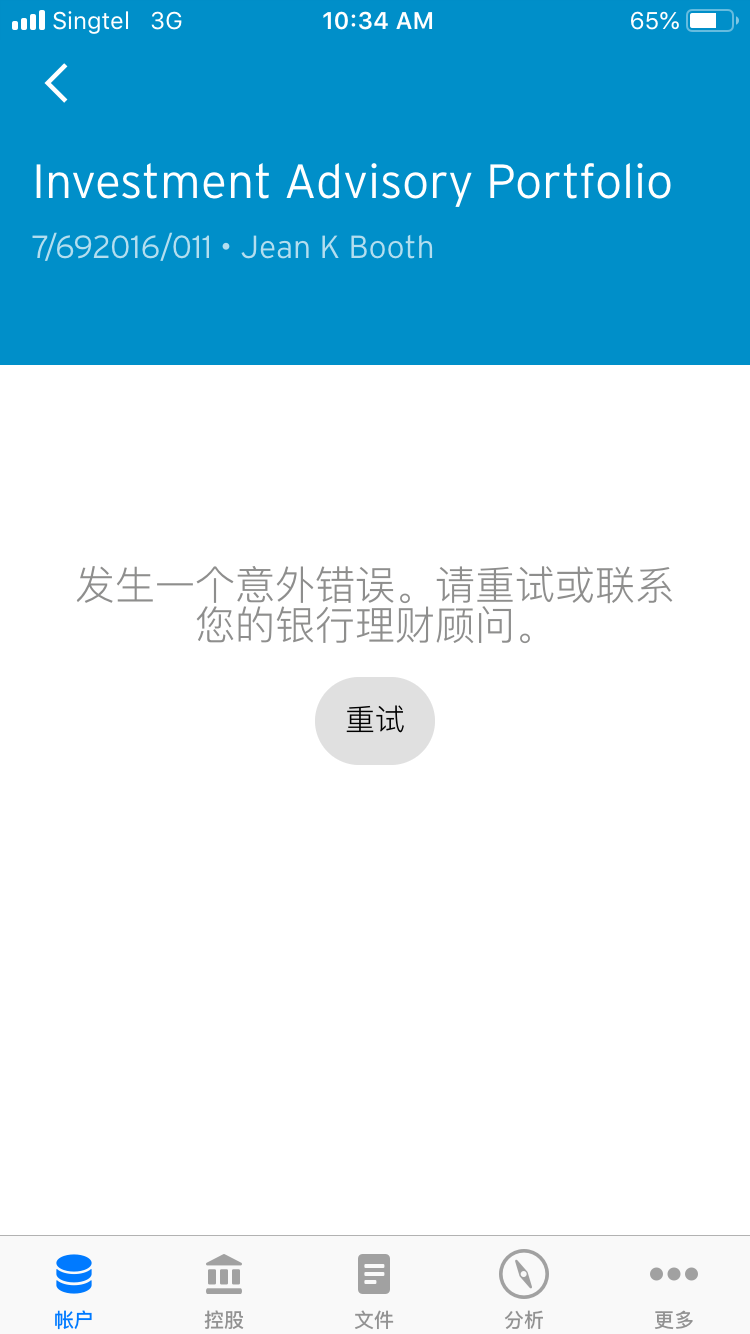 Singtel 3G 10:34 AM 65%
Investment Advisory Portfolio
7/692016/011 • Jean K Booth
发生一个意外错误。请重试或联系
您的银行理财顾问。
重试
帐户 控股 文件 分析 更多